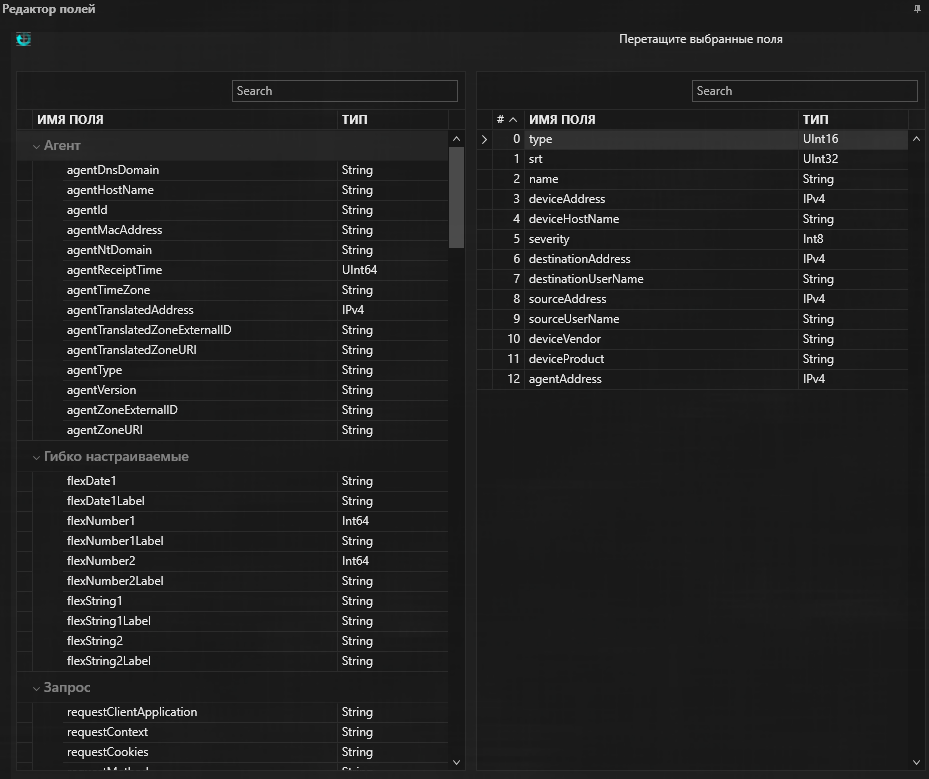 Редактор полей
Перетащите выбранные поля
Search
ИМЯ ПОЛЯ ТИП
Агент
agentDnsDomain String
agentHostName String
agentId String
agentMacAddress String
agentNtDomain String
agentReceiptTime UInt64
agentTimeZone String
agentTranslatedAddress IPv4
agentTranslatedZoneExternalID String
agentTranslatedZoneURI String
agentType String
agentVersion String
agentZoneExternalID String
agentZoneURI String
Гибко настраиваемые
flexDate1 String
flexDate1Label String
flexNumber1 Int64
flexNumber1Label String
flexNumber2 Int64
flexNumber2Label String
flexString1 String
flexString1Label String
flexString2 String
flexString2Label String
Запрос
requestClientApplication String
requestContext String
requestCookies String
Search
# ИМЯ ПОЛЯ ТИП
0 type UInt16
1 srt UInt32
2 name String
3 deviceAddress IPv4
4 deviceHostName String
5 severity Int8
6 destinationAddress IPv4
7 destinationUserName String
8 sourceAddress IPv4
9 sourceUserName String
10 deviceVendor String
11 deviceProduct String
12 agentAddress IPv4